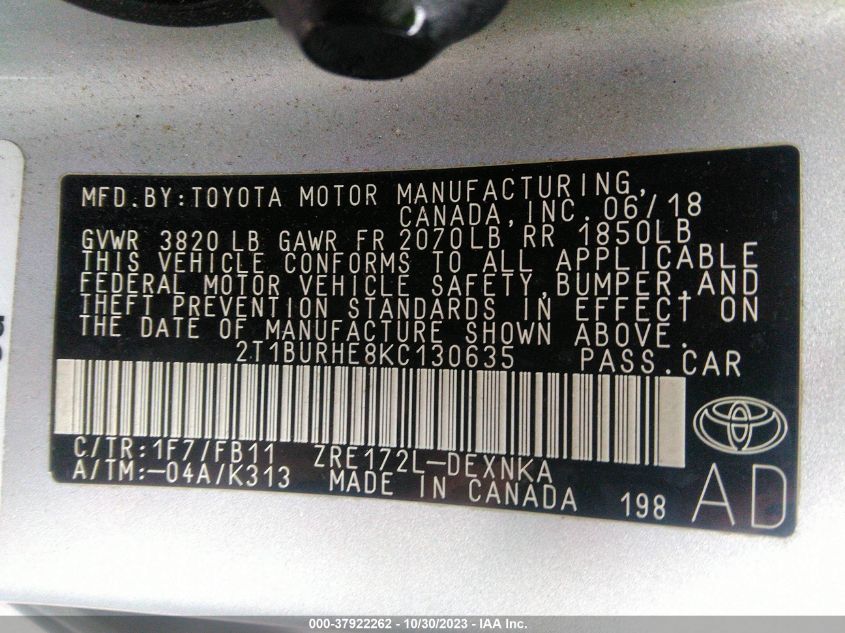 MFD.BY:TOYOTA MOTOR MANUFACTURING,
CANADA,INC. 06/18
GVWR 3820 LB GAWR FR 2070LB RR 1850LB
THIS VEHICLE CONFORMS TO ALL APPLICABLE
FEDERAL MOTOR VEHICLE SAFETY,BUMPER,AND
THEFT PREVENTION STANDARDS IN EFFECT ON
THE DATE OF MANUFACTURE SHOWN ABOVE.
2T1BURHE8KC130635 PASS.CAR
C/TR:1F7/FB11 ZRE172L-DEXNKA
A/TM:-04A/K313 MADE IN CANADA 198
AD
000-37922262 - 10/30/2023 - IAA Inc.